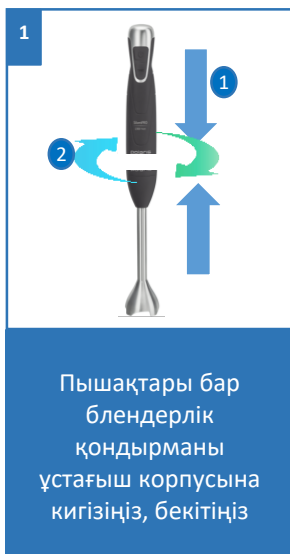 1
1
2
Пышақтары бар
блендерлік
қондырманы
ұстағыш корпусына
кигізіңіз, бекітіңіз